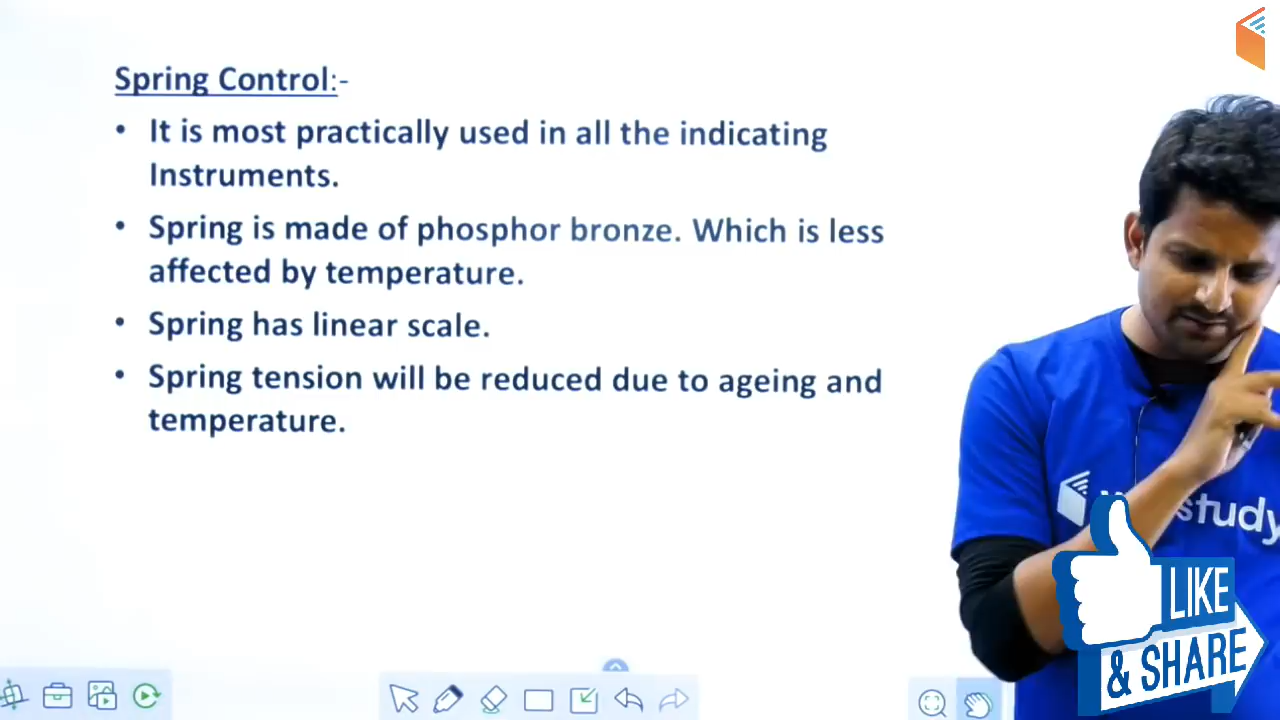 Spring Control:-
• It is most practically used in all the indicating
Instruments.
• Spring is made of phosphor bronze. Which is less
affected by temperature.
• Spring has linear scale.
• Spring tension will be reduced due to ageing and
temperature.
study
LIKE
& SHARE